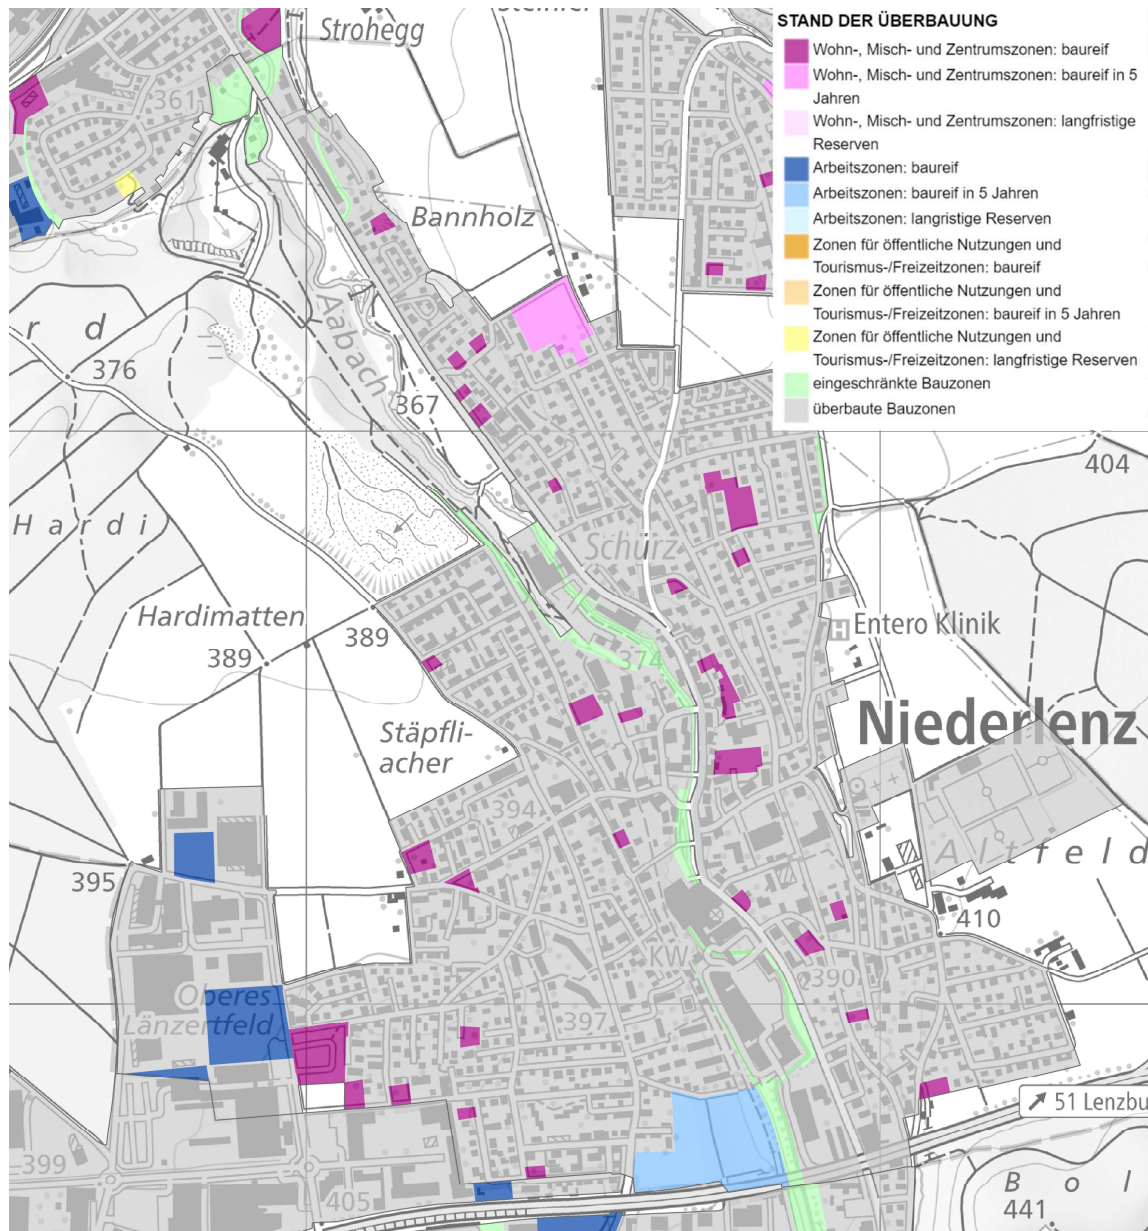 STAND DER ÜBERBAUUNG
Wohn-, Misch- und Zentrumszonen: baureif
Wohn-, Misch- und Zentrumszonen: baureif in 5
Jahren
Wohn-, Misch- und Zentrumszonen: langfristige
Reserven
Arbeitszonen: baureif
Arbeitszonen: baureif in 5 Jahren
Arbeitszonen: langristige Reserven
Zonen für öffentliche Nutzungen und
Tourismus-/Freizeitzonen: baureif
Zonen für öffentliche Nutzungen und
Tourismus-/Freizeitzonen: baureif in 5 Jahren
Zonen für öffentliche Nutzungen und
Tourismus-/Freizeitzonen: langfristige Reserven
eingeschränkte Bauzonen
überbaute Bauzonen
Strohegg
361
Bannholz
Aabach
r d
376
367
404
Hardi
Schürz
Hardimatten
389
389
Entero Klinik
H
374
Niederlenz
Stäpfli-
acher
394
Altfeld
395
410
KW
390
Oberes
Länzertfeld
397
51 Lenzbu
399
405
Bol
441